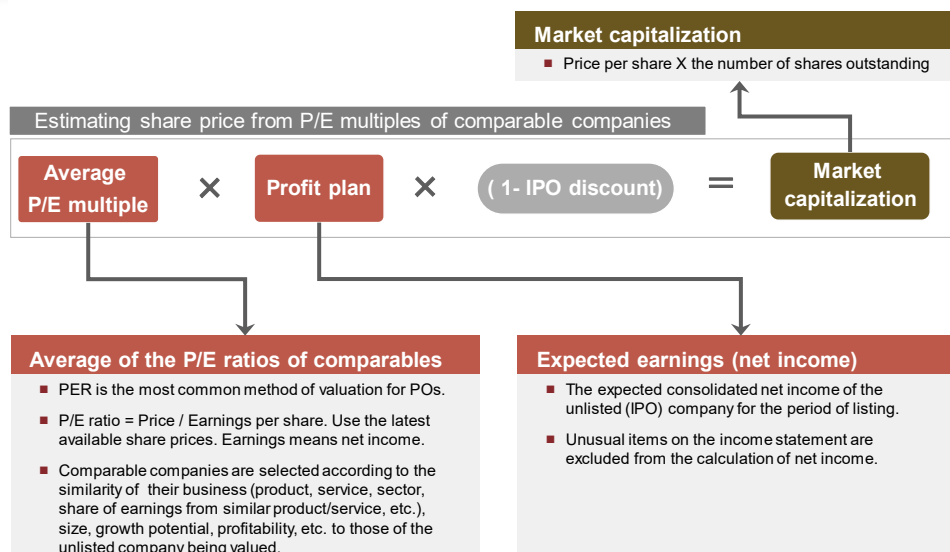 Market capitalization
▪ Price per share X the number of shares outstanding
Estimating share price from P/E multiples of comparable companies
Average
P/E multiple
×
Profit plan
×
( 1- IPO discount)
=
Market
capitalization
Average of the P/E ratios of comparables
▪ PER is the most common method of valuation for POs.
▪ P/E ratio = Price / Earnings per share. Use the latest
available share prices. Earnings means net income.
▪ Comparable companies are selected according to the
similarity of their business (product, service, sector,
share of earnings from similar product/service, etc.),
size, growth potential, profitability, etc. to those of the
unlisted company being valued.
Expected earnings (net income)
▪ The expected consolidated net income of the
unlisted (IPO) company for the period of listing.
▪ Unusual items on the income statement are
excluded from the calculation of net income.